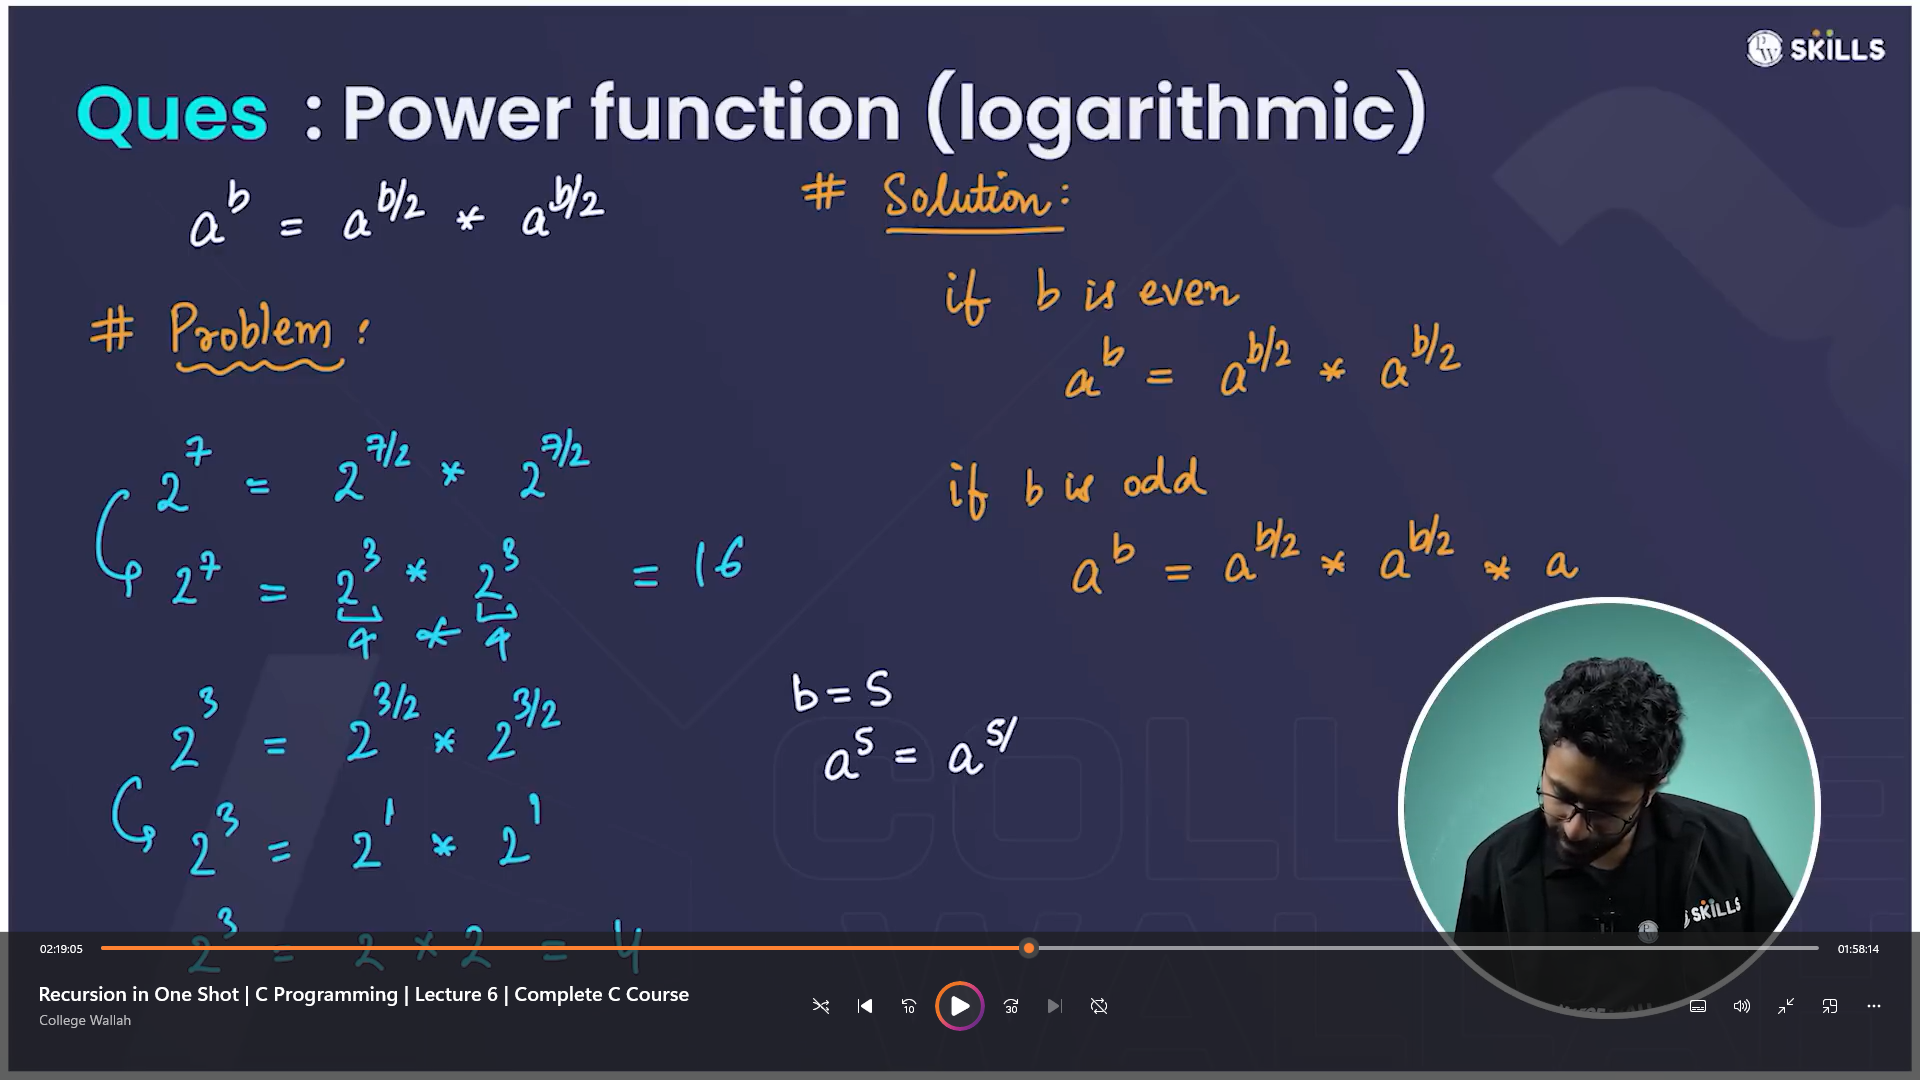 PW SKILLS
Ques : Power function (logarithmic)
a^b = a^b/2 * a^b/2
# Problem :
2^7 = 2^7/2 * 2^7/2
2^7 = 2^3 * 2^3 = 16
4 * 4
2^3 = 2^3/2 * 2^3/2
2^3 = 2^1 * 2^1
2^3 = 2 * 2 = 4
# Solution :
if b is even
a^b = a^b/2 * a^b/2
if b is odd
a^b = a^b/2 * a^b/2 * a
b = 5
a^5 = a^5/
COLLEGE
WALLAH
SKILLS
02:19:05
01:58:14
Recursion in One Shot | C Programming | Lecture 6 | Complete C Course
College Wallah
10
30